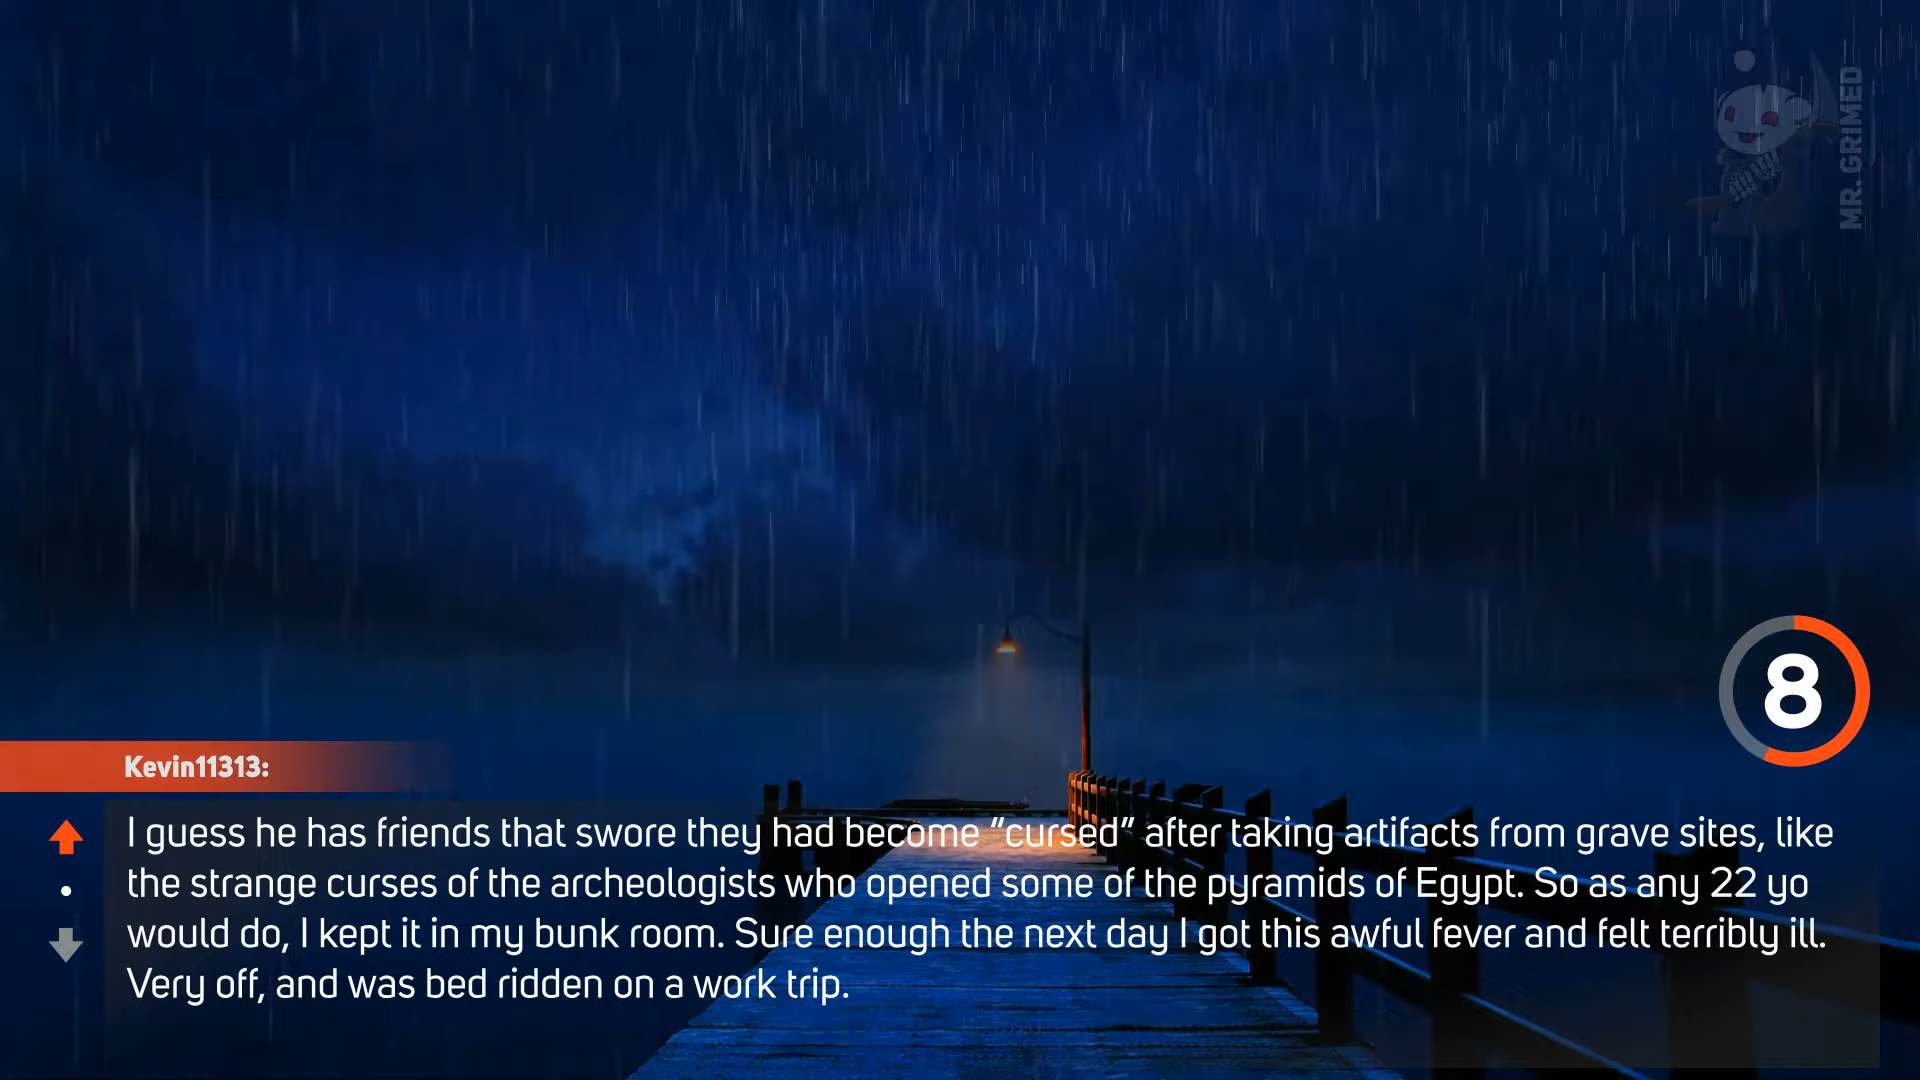 MR. GRIMED
8
Kevin11313:
I guess he has friends that swore they had become “cursed” after taking artifacts from grave sites, like
the strange curses of the archeologists who opened some of the pyramids of Egypt. So as any 22 yo
would do, I kept it in my bunk room. Sure enough the next day I got this awful fever and felt terribly ill.
Very off, and was bed ridden on a work trip.